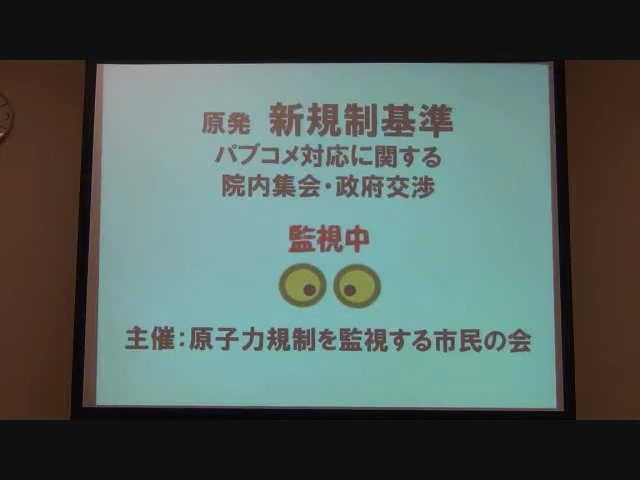 原発 新規制基準
パブコメ対応に関する
院内集会・政府交渉
監視中
主催:原子力規制を監視する市民の会